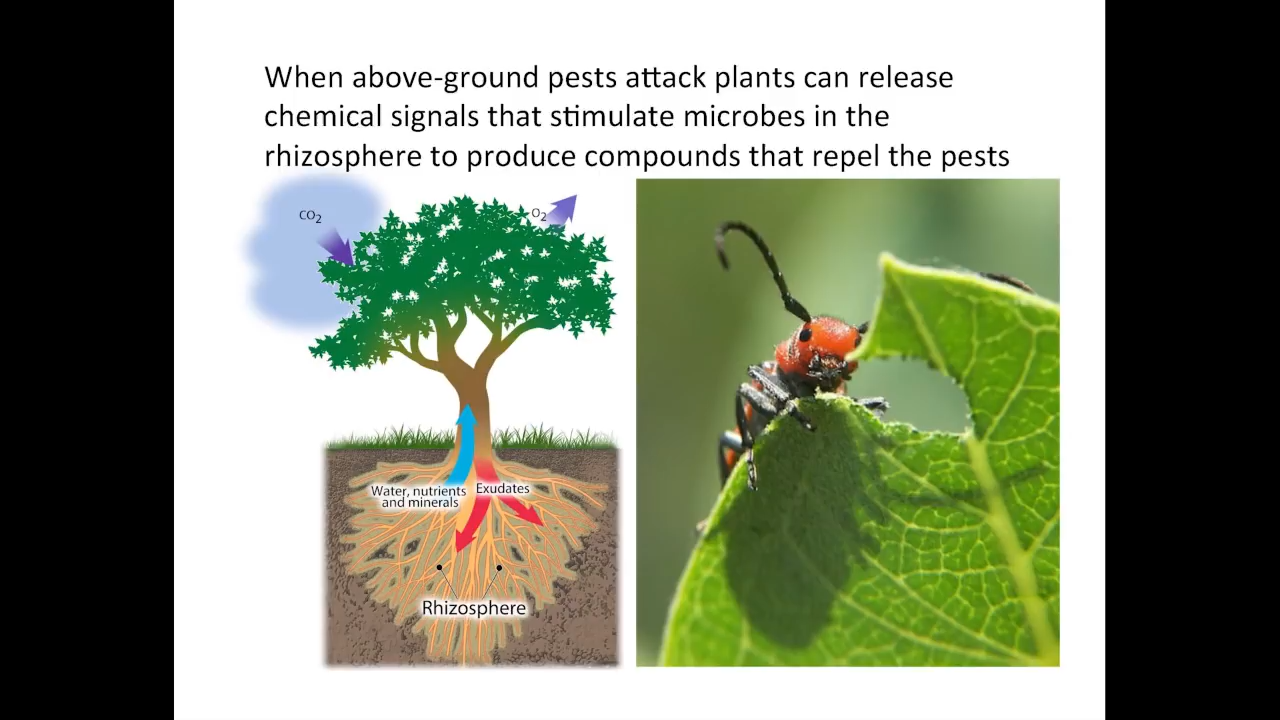 When above-ground pests attack plants can release
chemical signals that stimulate microbes in the
rhizosphere to produce compounds that repel the pests
CO2
O2
Water, nutrients
and minerals
Exudates
Rhizosphere